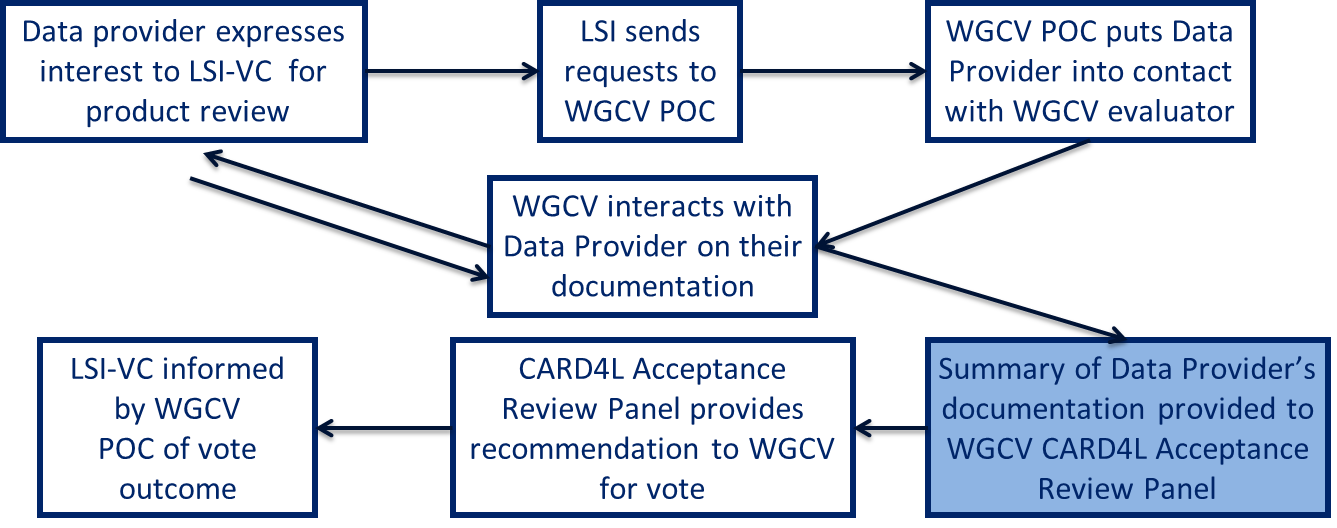 Data provider expresses
interest to LSI-VC for
product review
LSI sends
requests to
WGCV POC
WGCV POC puts Data
Provider into contact
with WGCV evaluator
WGCV interacts with
Data Provider on their
documentation
LSI-VC informed
by WGCV
POC of vote
outcome
CARD4L Acceptance
Review Panel provides
recommendation to WGCV
for vote
Summary of Data Provider’s
documentation provided to
WGCV CARD4L Acceptance
Review Panel